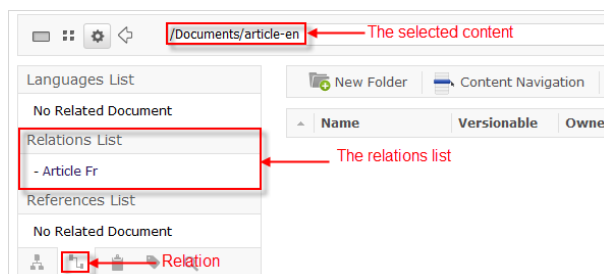 /Documents/article-en
The selected content
Languages List
New Folder
Content Navigation
No Related Document
Name
Versionable
Owne
Relations List
The relations list
- Article Fr
References List
No Related Document
Relation